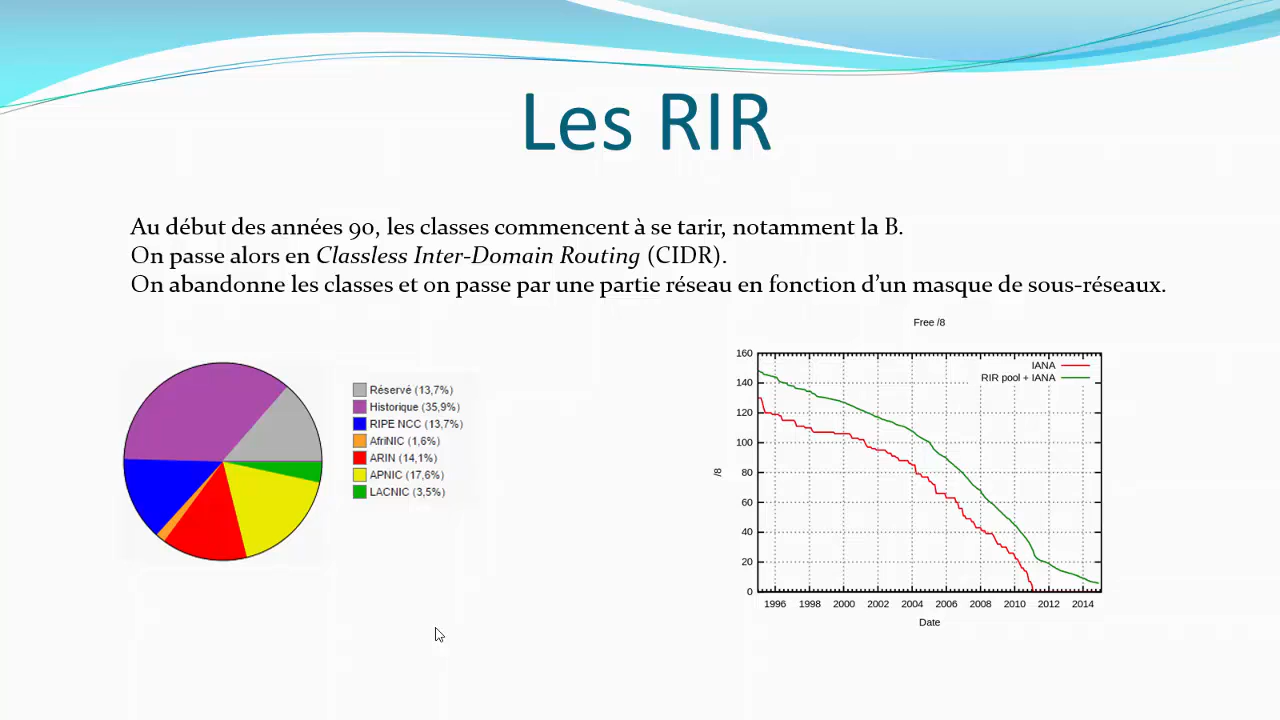 Les RIR
Au début des années 90, les classes commencent à se tarir, notamment la B.
On passe alors en Classless Inter-Domain Routing (CIDR).
On abandonne les classes et on passe par une partie réseau en fonction d’un masque de sous-réseaux.
Réservé (13,7%)
Historique (35,9%)
RIPE NCC (13,7%)
AfriNIC (1,6%)
ARIN (14,1%)
APNIC (17,6%)
LACNIC (3,5%)
Free /8
160
140
120
100
80
60
40
20
0
/8
IANA
RIR pool + IANA
1996 1998 2000 2002 2004 2006 2008 2010 2012 2014
Date